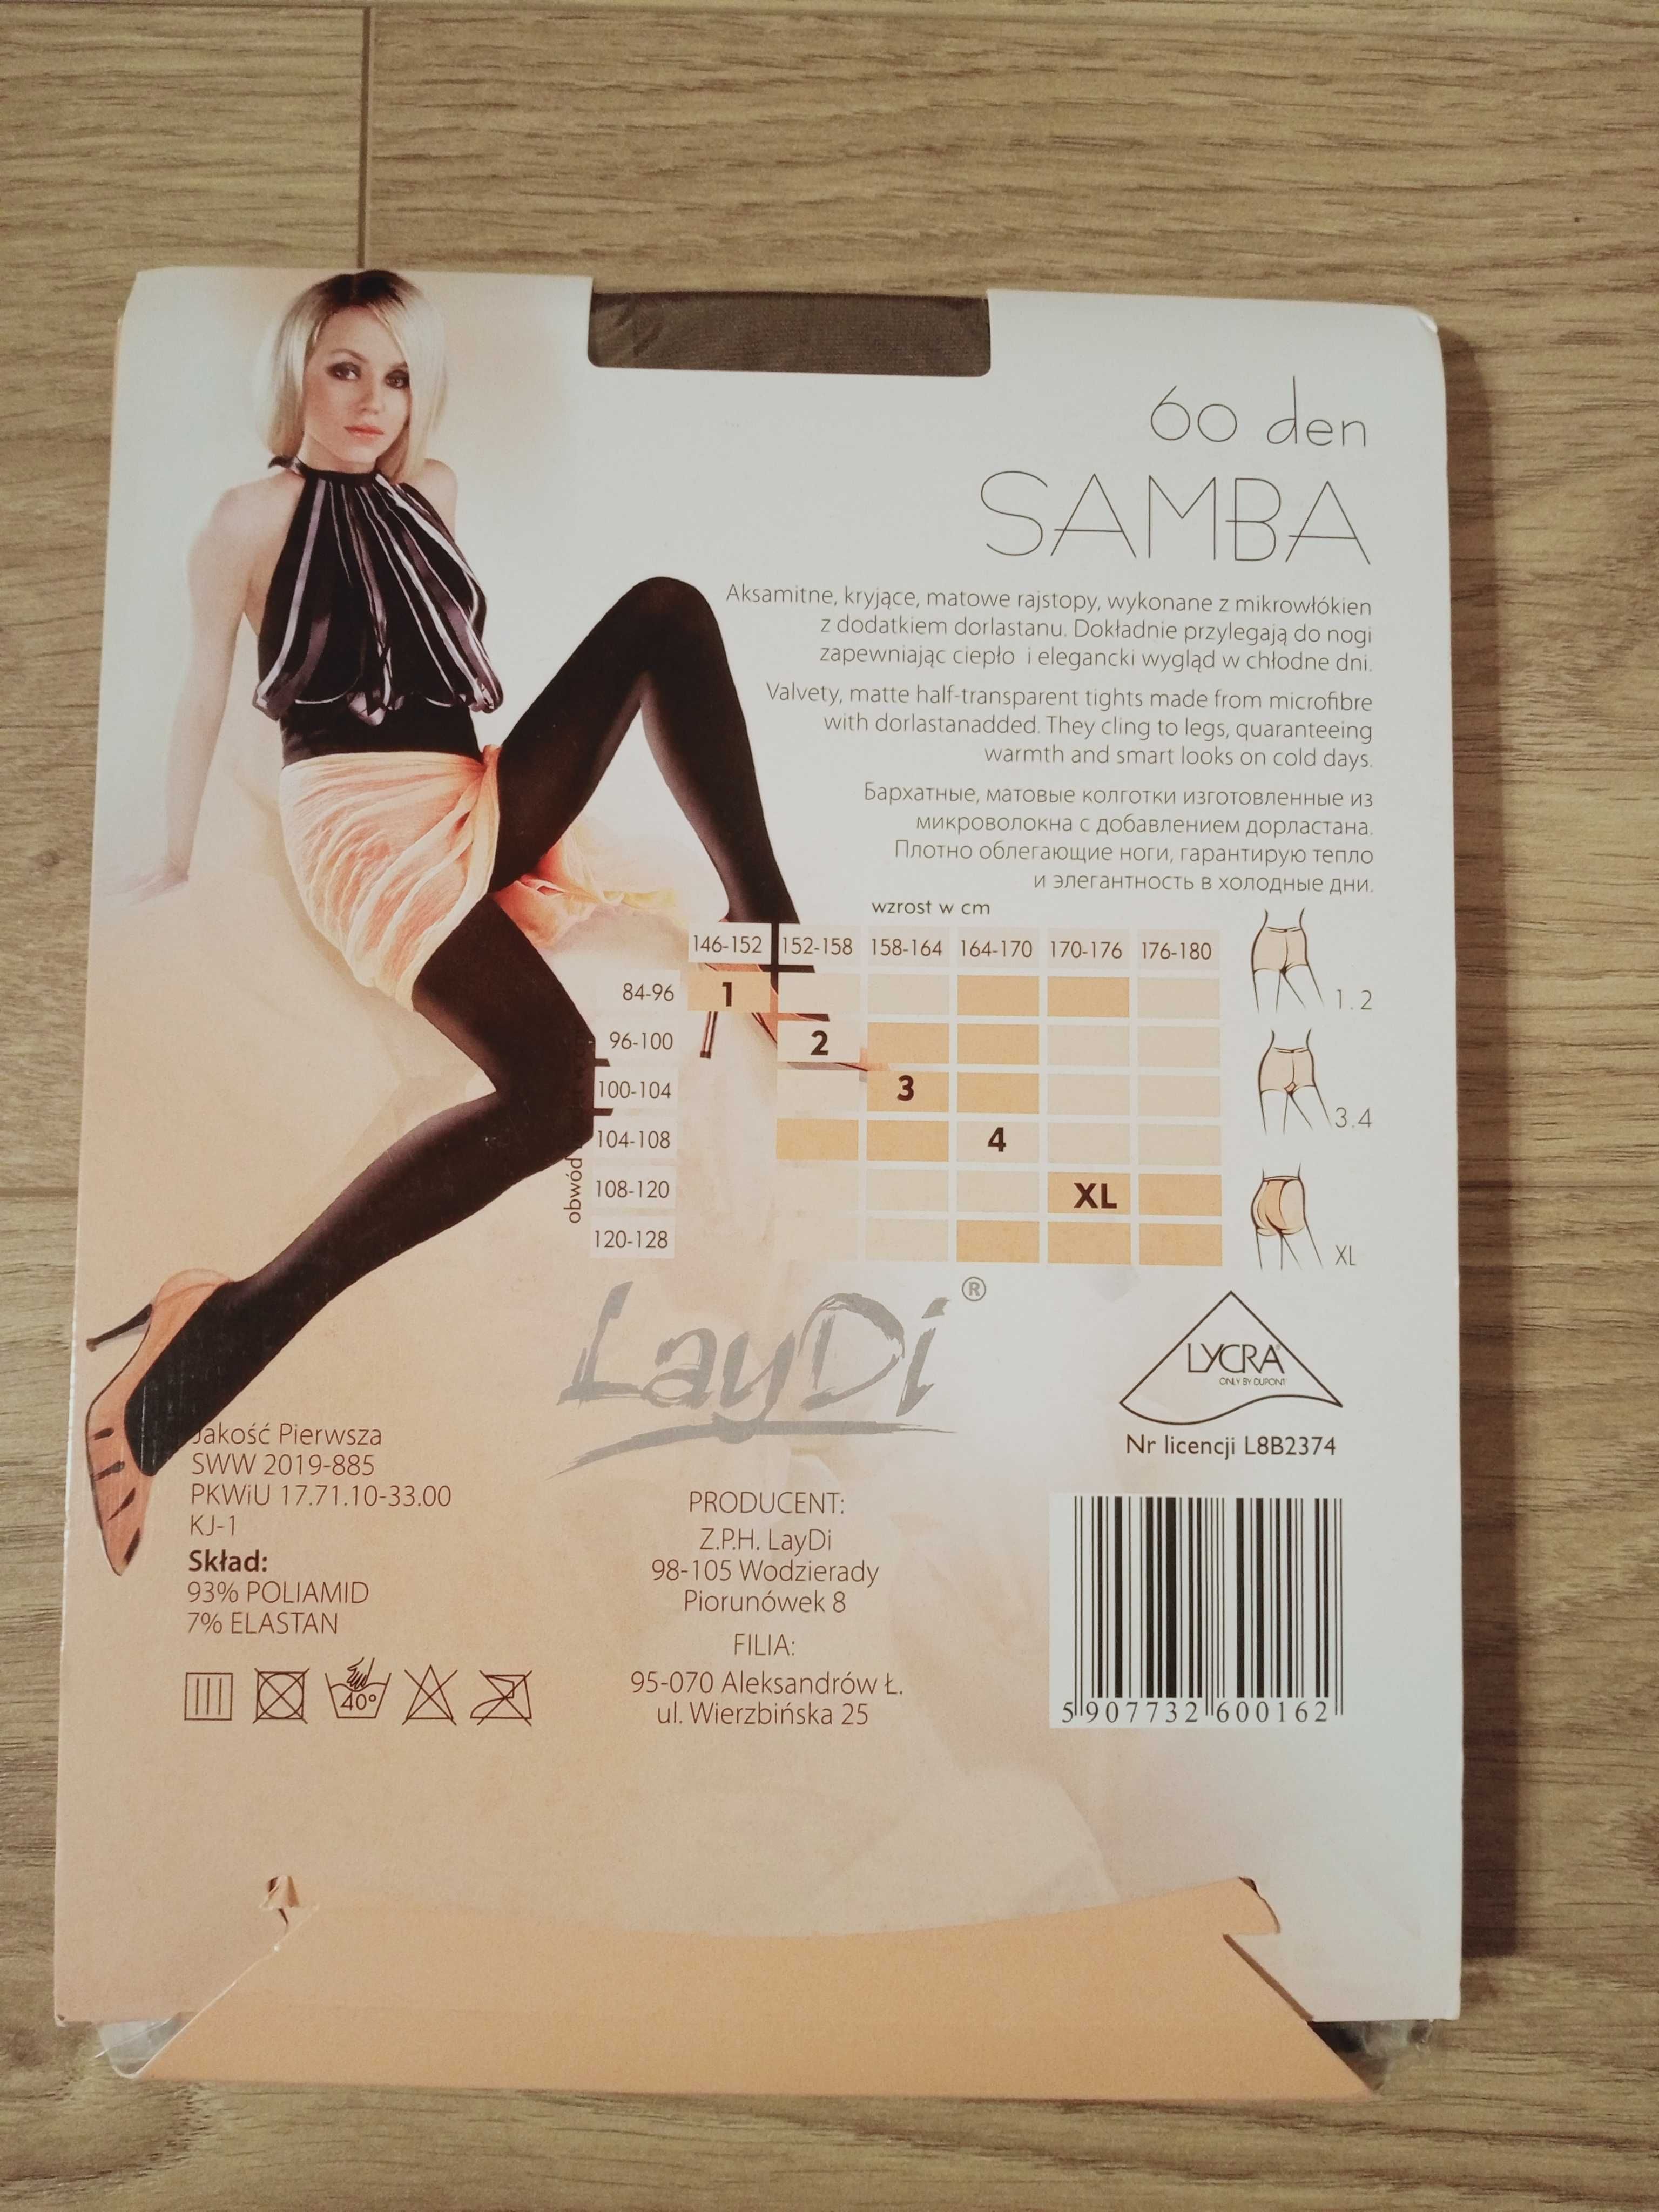 60 den
SAMBA
Aksamitne, kryjące, matowe rajstopy, wykonane z mikrowłókien
z dodatkiem dorlastanu. Dokładnie przylegają do nogi
zapewniając ciepło i elegancki wygląd w chłodne dni.
Valvety, matte half-transparent tights made from microfibre
with dorlastanadded. They cling to legs, quaranteeing
warmth and smart looks on cold days.
Бархатные, матовые колготки изготовленные из
микроволокна с добавлением дорластана.
Плотно облегающие ноги, гарантирую тепло
и элегантность в холодные дни.
wzrost w cm
146-152 152-158 158-164 164-170 170-176 176-180
84-96 1
96-100 2
100-104 3
104-108 4
108-120 XL
120-128
obwód
1.2
3.4
XL
LayDi®
LYCRA®
ONLY BY DUPONT
Nr licencji L8B2374
Jakość Pierwsza
SWW 2019-885
PKWiU 17.71.10-33.00
KJ-1
Skład:
93% POLIAMID
7% ELASTAN
40°
PRODUCENT:
Z.P.H. LayDi
98-105 Wodzierady
Piorunówek 8
FILIA:
95-070 Aleksandrów Ł.
ul. Wierzbińska 25
5 907732 600162